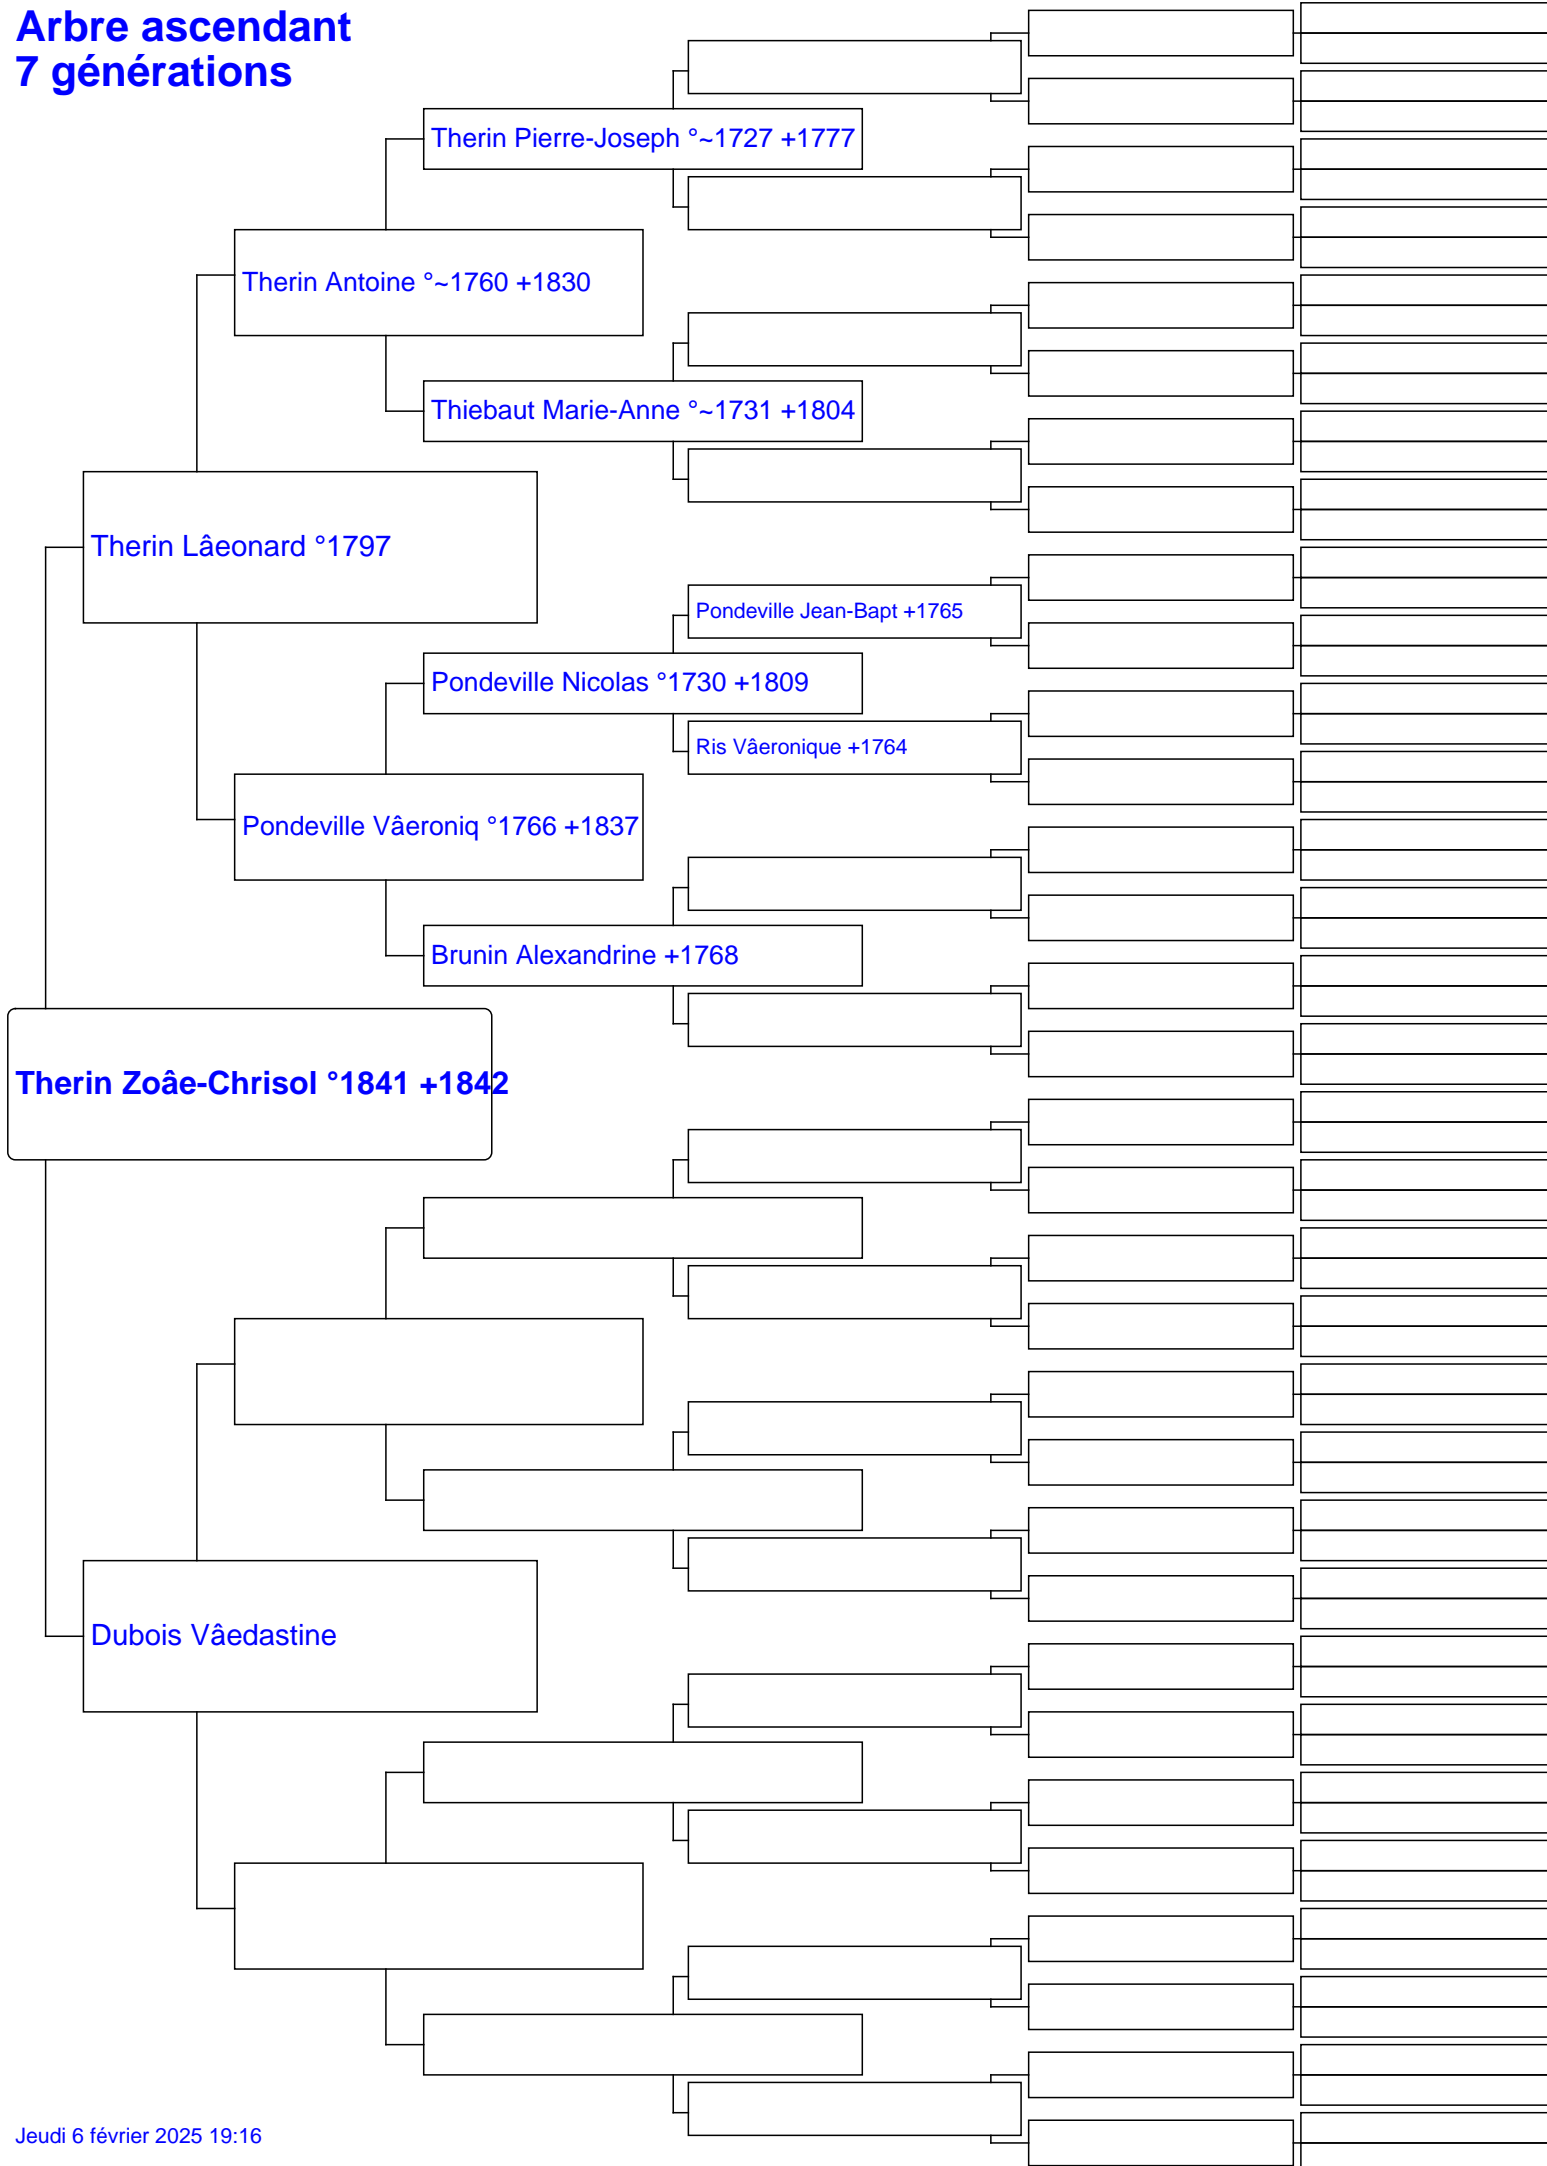 Arbre ascendant
7 générations
Therin Pierre-Joseph °~1727 +1777
Therin Antoine °~1760 +1830
Thiebaut Marie-Anne °~1731 +1804
Therin Lâeonard °1797
Pondeville Jean-Bapt +1765
Pondeville Nicolas °1730 +1809
Ris Vâeronique +1764
Pondeville Vâeroniq °1766 +1837
Brunin Alexandrine +1768
Therin Zoâe-Chrisol °1841 +1842
Dubois Vâedastine
Jeudi 6 février 2025 19:16